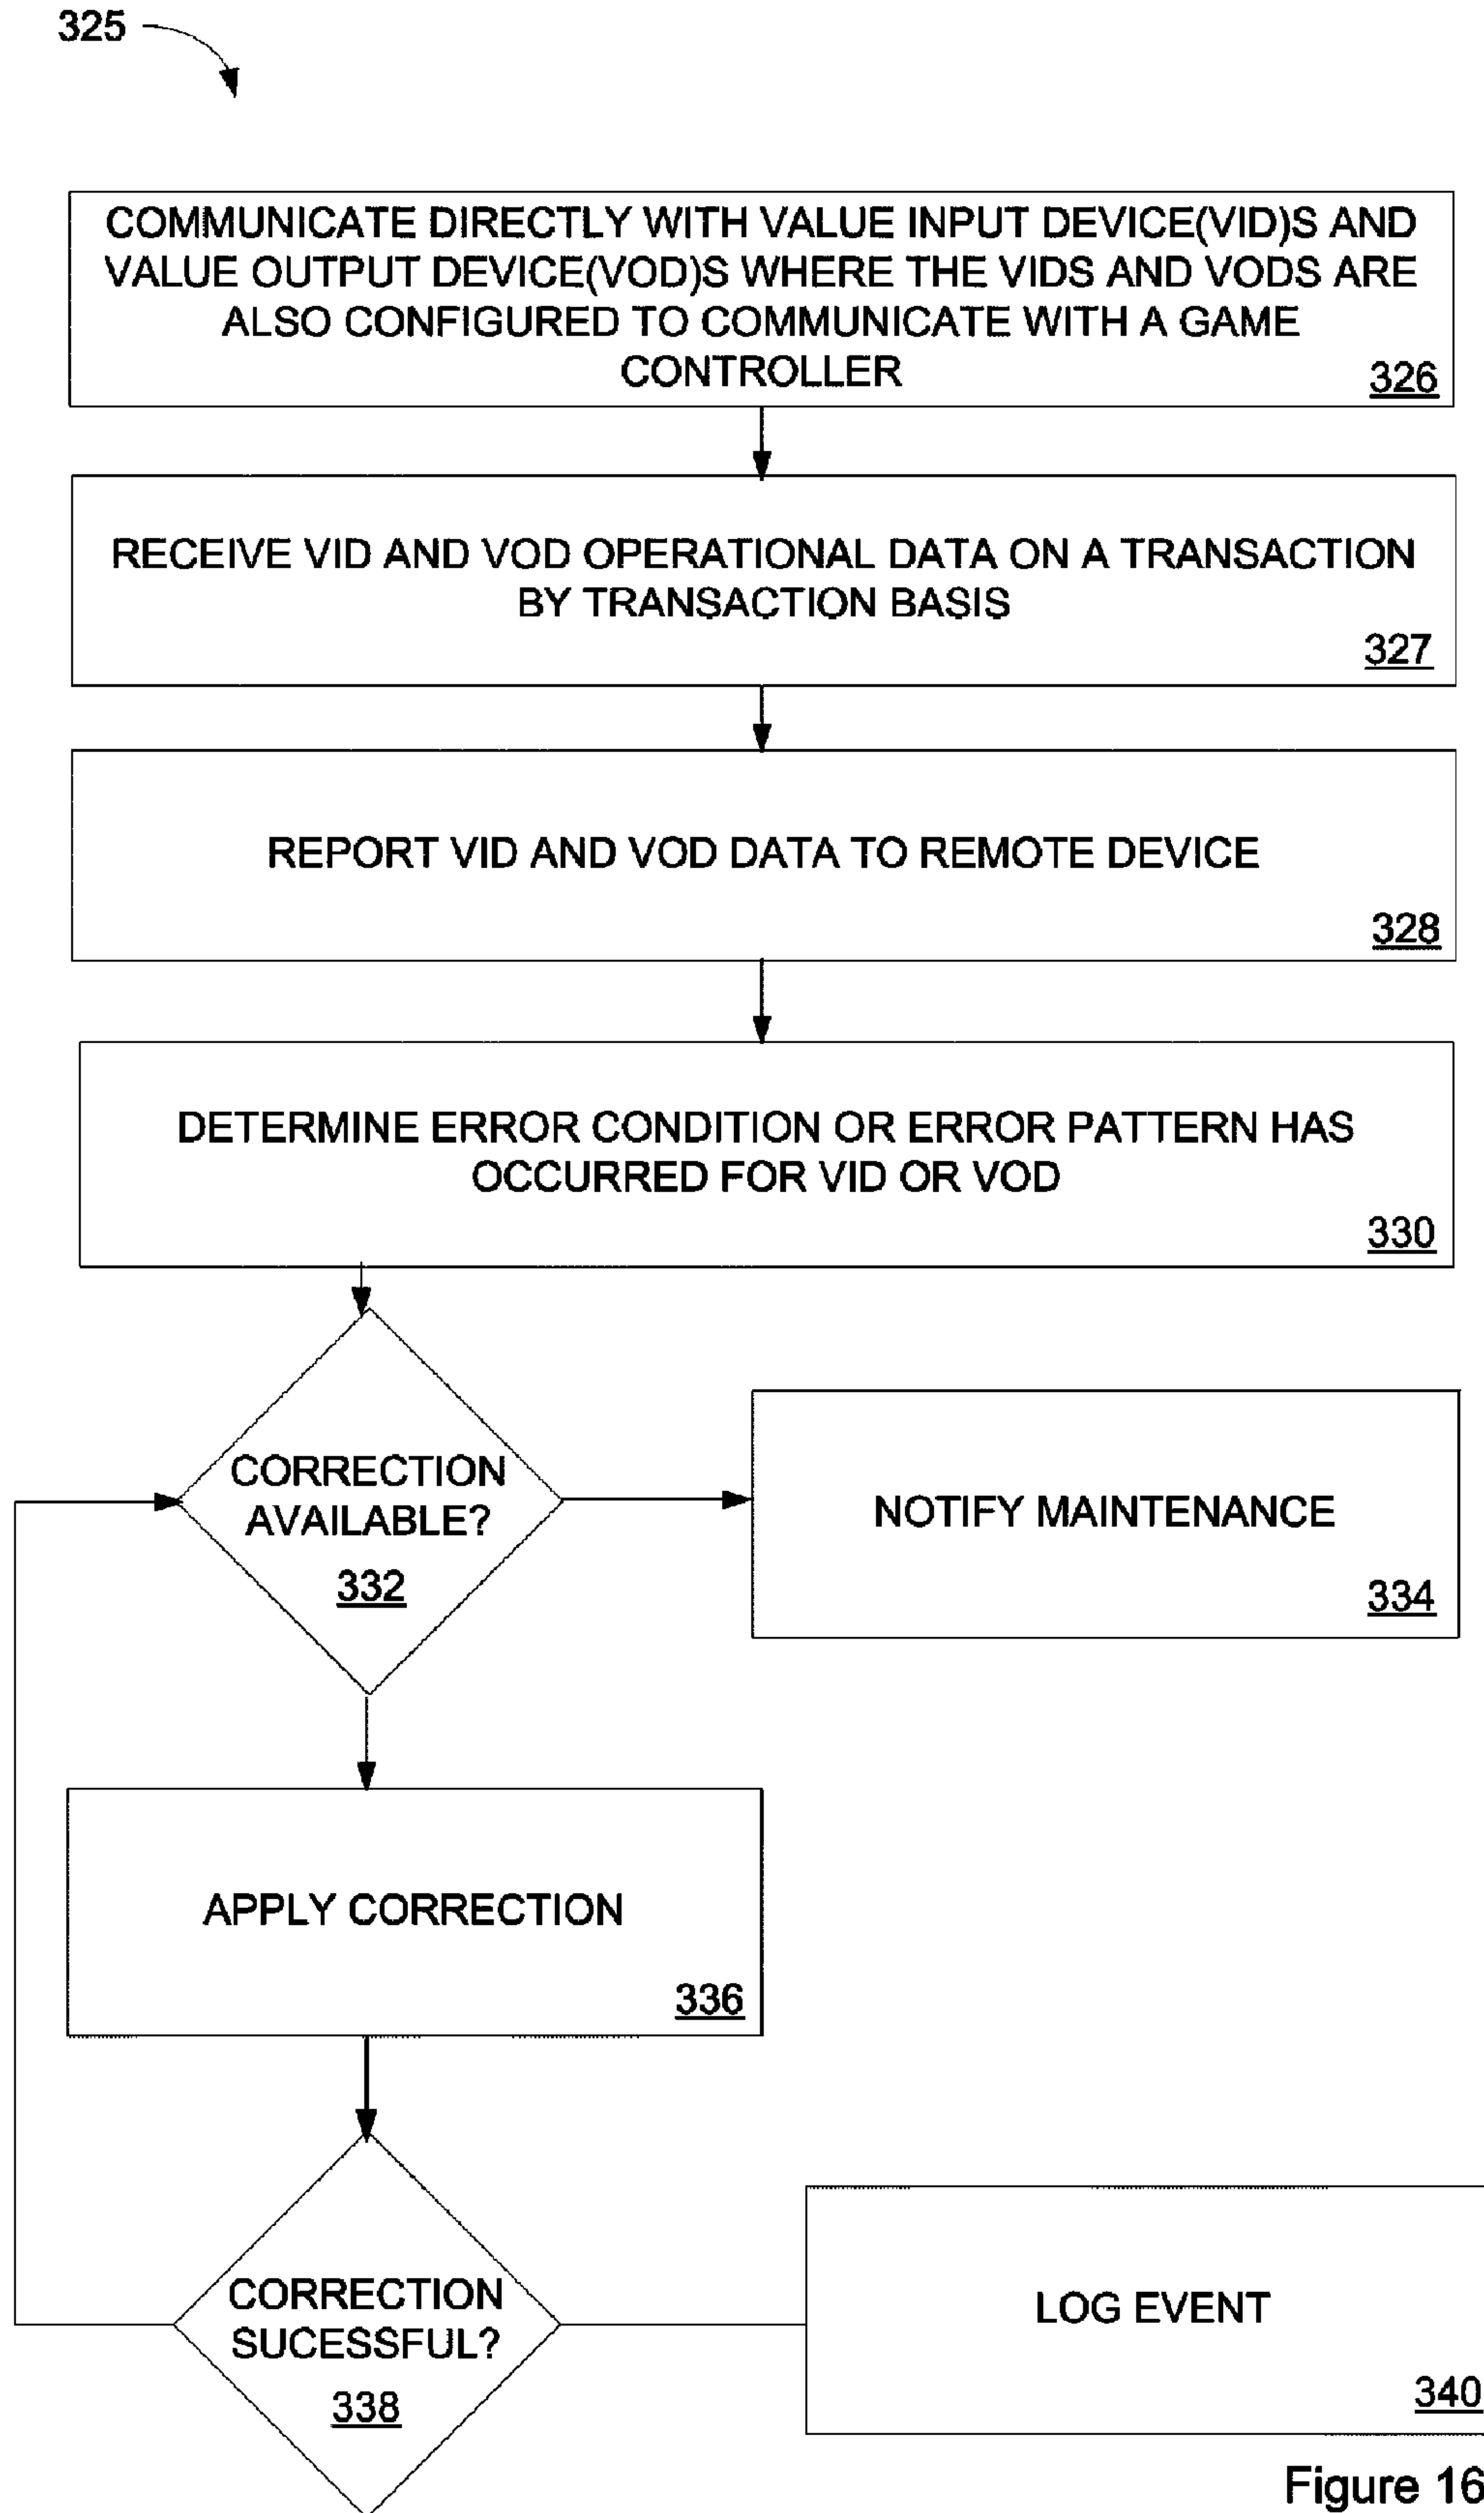 325
COMMUNICATE DIRECTLY WITH VALUE INPUT DEVICE(VID)S AND
VALUE OUTPUT DEVICE(VOD)S WHERE THE VIDS AND VODS ARE
ALSO CONFIGURED TO COMMUNICATE WITH A GAME
CONTROLLER
326
RECEIVE VID AND VOD OPERATIONAL DATA ON A TRANSACTION
BY TRANSACTION BASIS
327
REPORT VID AND VOD DATA TO REMOTE DEVICE
328
DETERMINE ERROR CONDITION OR ERROR PATTERN HAS
OCCURRED FOR VID OR VOD
330
CORRECTION
AVAILABLE?
332
NOTIFY MAINTENANCE
334
APPLY CORRECTION
336
CORRECTION
SUCESSFUL?
338
LOG EVENT
340
Figure 16